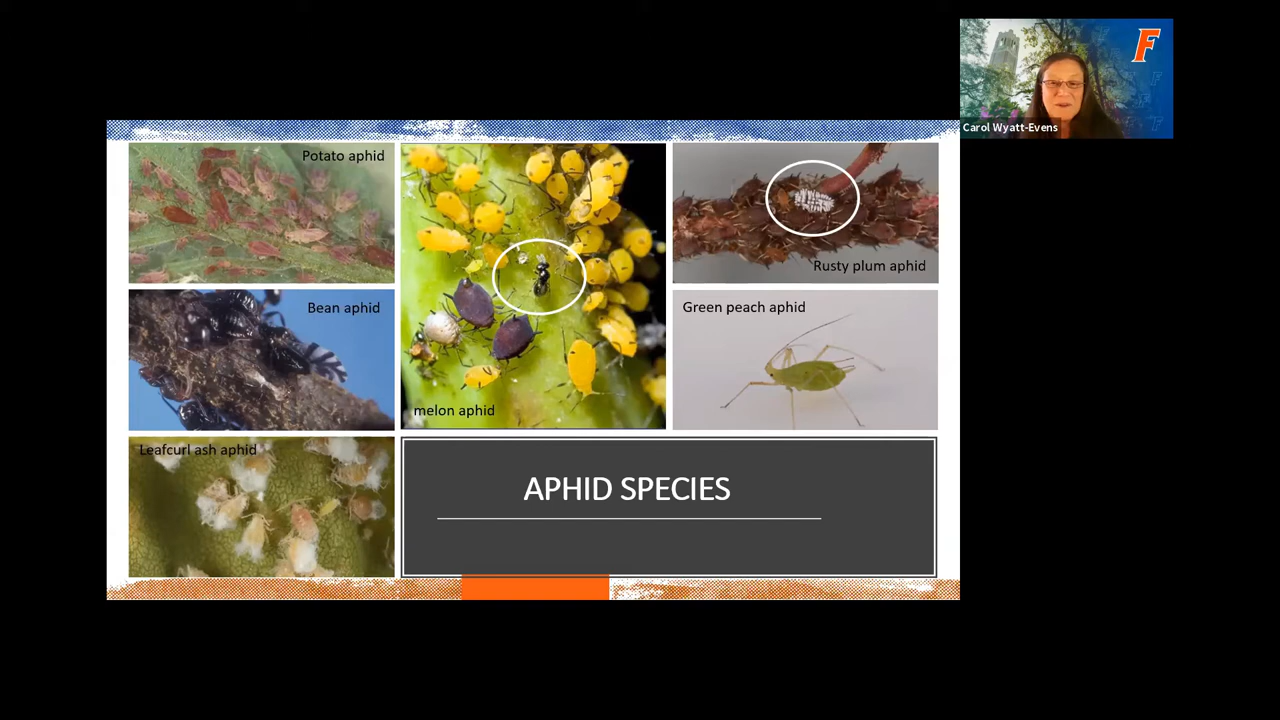 F
Carol Wyatt-Evens
Potato aphid
Bean aphid
Leafcurl ash aphid
melon aphid
Rusty plum aphid
Green peach aphid
APHID SPECIES